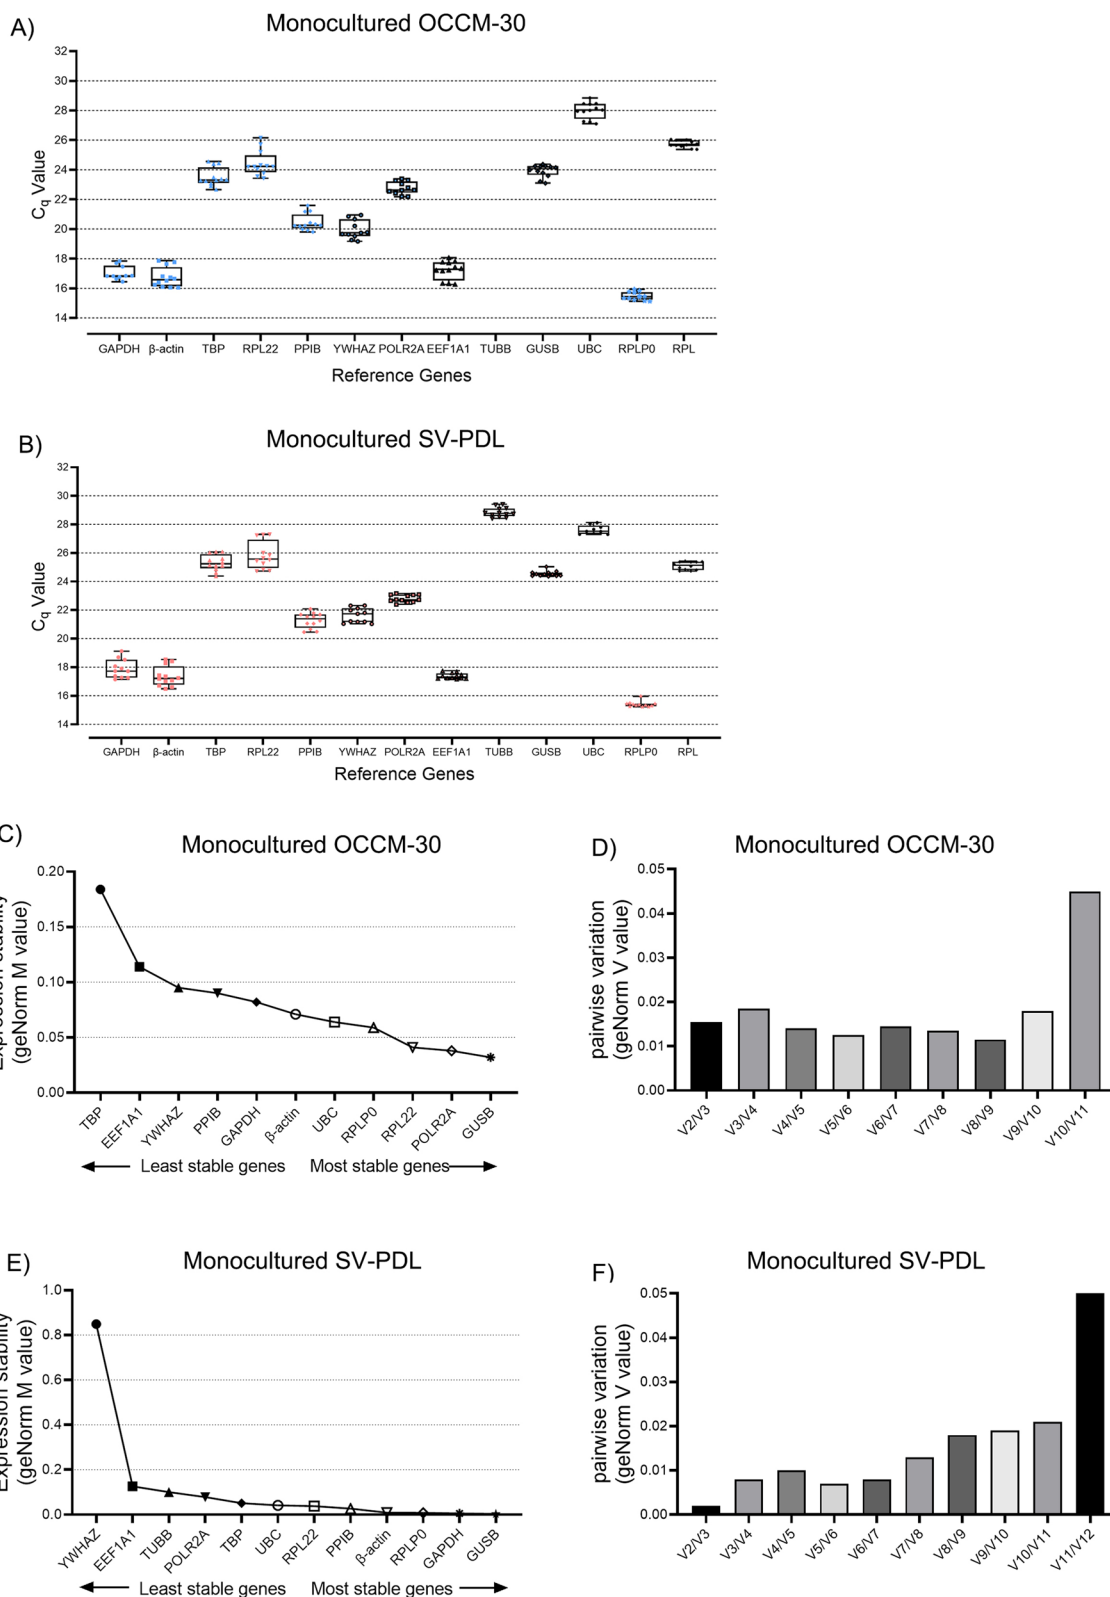 A)
Monocultured OCCM-30
32
30
28
26
24
22
20
18
16
14
Cq Value
GAPDH β-actin TBP RPL22 PPIB YWHAZ POLR2A EEF1A1 TUBB GUSB UBC RPLP0 RPL
Reference Genes
B)
Monocultured SV-PDL
32
30
28
26
24
22
20
18
16
14
Cq Value
GAPDH β-actin TBP RPL22 PPIB YWHAZ POLR2A EEF1A1 TUBB GUSB UBC RPLP0 RPL
Reference Genes
C)
Monocultured OCCM-30
0.20
0.15
0.10
0.05
0.00
Expression stability
(geNorm M value)
TBP EEF1A1 YWHAZ PPIB GAPDH β-actin UBC RPLP0 RPL22 POLR2A GUSB
Least stable genes Most stable genes
D)
Monocultured OCCM-30
0.05
0.04
0.03
0.02
0.01
0.00
pairwise variation
(geNorm V value)
V2/V3 V3/V4 V4/V5 V5/V6 V6/V7 V7/V8 V8/V9 V9/V10 V10/V11
E)
Monocultured SV-PDL
1.0
0.8
0.6
0.4
0.2
0.0
Expression stability
(geNorm M value)
YWHAZ EEF1A1 TUBB POLR2A TBP UBC RPL22 PPIB β-actin RPLP0 GAPDH GUSB
Least stable genes Most stable genes
F)
Monocultured SV-PDL
0.05
0.04
0.03
0.02
0.01
0.00
pairwise variation
(geNorm V value)
V2/V3 V3/V4 V4/V5 V5/V6 V6/V7 V7/V8 V8/V9 V9/V10 V10/V11 V11/V12